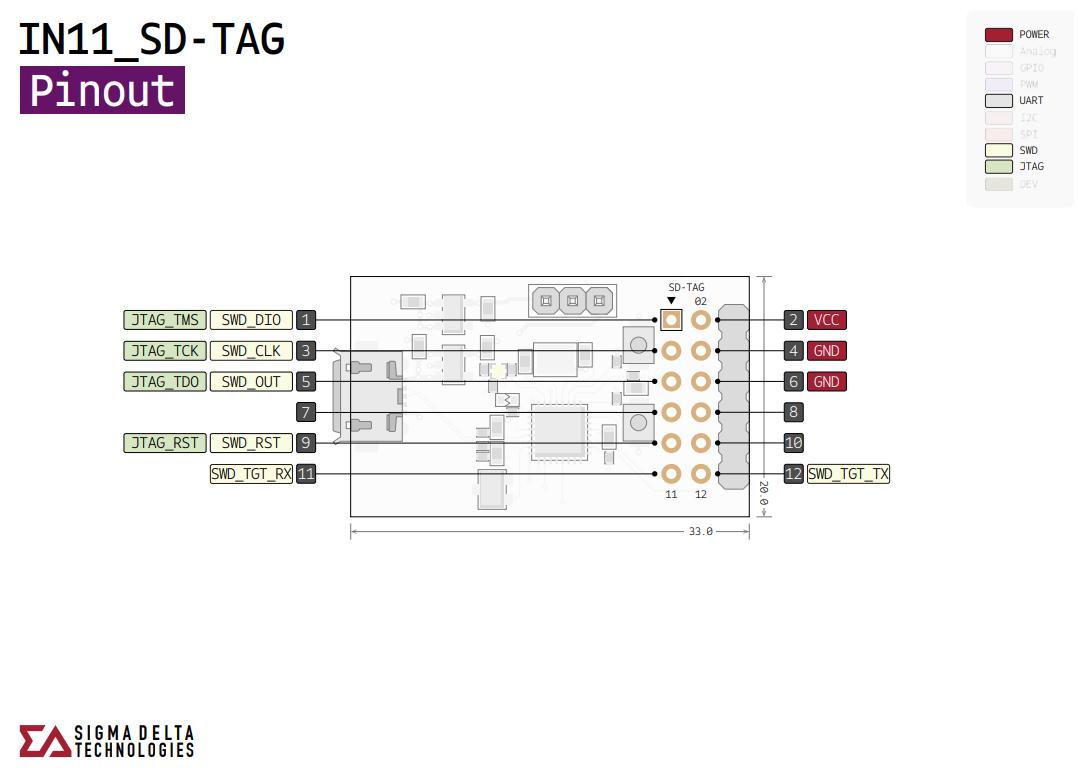 IN11_SD-TAG
Pinout
POWER
Analog
GPIO
PWM
UART
I2C
SPI
SWD
JTAG
DEV
SD-TAG
02
JTAG_TMS SWD_DIO 1 2 VCC
JTAG_TCK SWD_CLK 3 4 GND
JTAG_TDO SWD_OUT 5 6 GND
7 8
JTAG_RST SWD_RST 9 10
SWD_TGT_RX 11 12 SWD_TGT_TX
11 12
20.0
33.0
SIGMA DELTA
TECHNOLOGIES